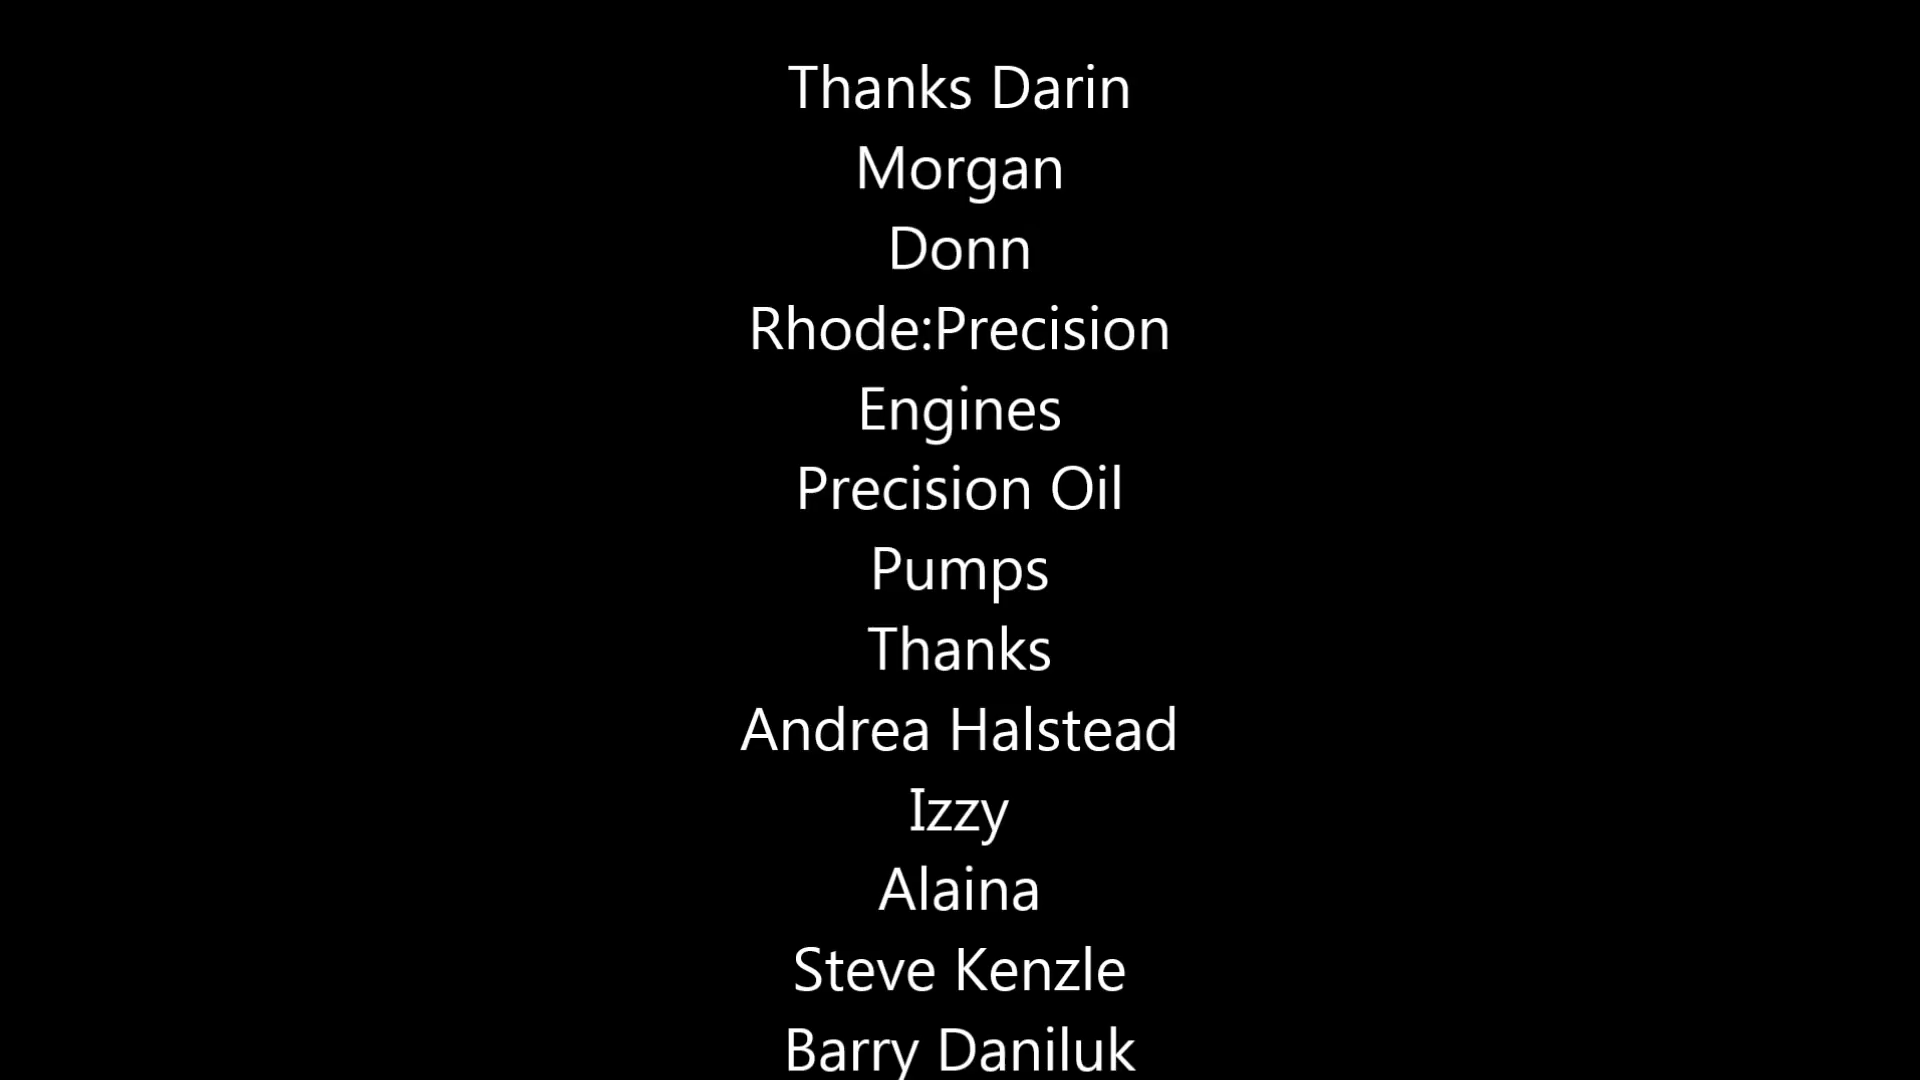 Thanks Darin
Morgan
Donn
Rhode:Precision
Engines
Precision Oil
Pumps
Thanks
Andrea Halstead
Izzy
Alaina
Steve Kenzle
Barry Daniluk